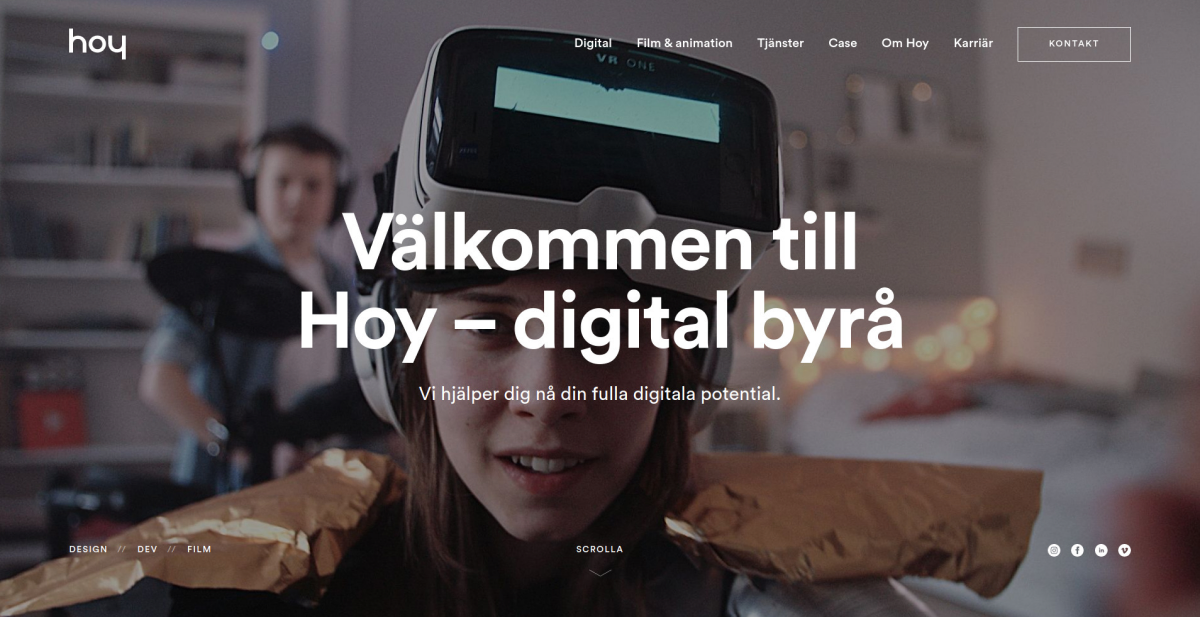 hoy
Digital Film & animation Tjänster Case Om Hoy Karriär KONTAKT
VR ONE
Välkommen till
Hoy – digital byrå
Vi hjälper dig nå din fulla digitala potential.
DESIGN // DEV // FILM
SCROLLA